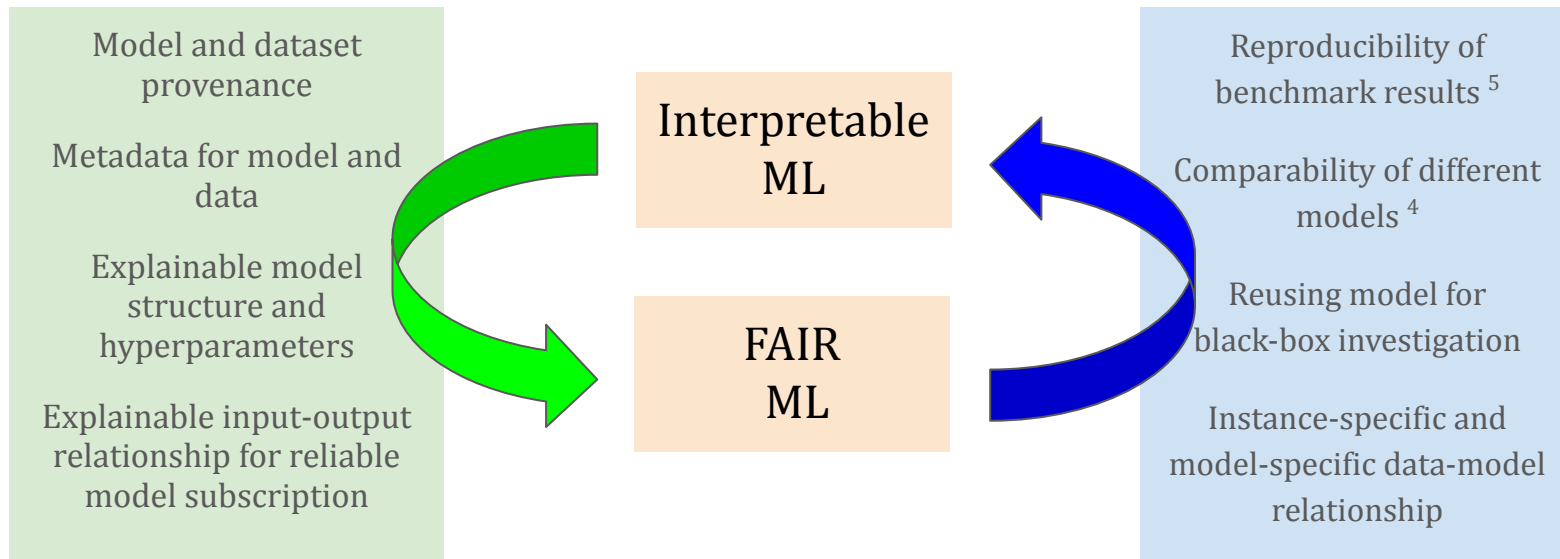 Model and dataset
provenance
Metadata for model and
data
Explainable model
structure and
hyperparameters
Explainable input-output
relationship for reliable
model subscription
Interpretable
ML
FAIR
ML
Reproducibility of
benchmark results 5
Comparability of different
models 4
Reusing model for
black-box investigation
Instance-specific and
model-specific data-model
relationship